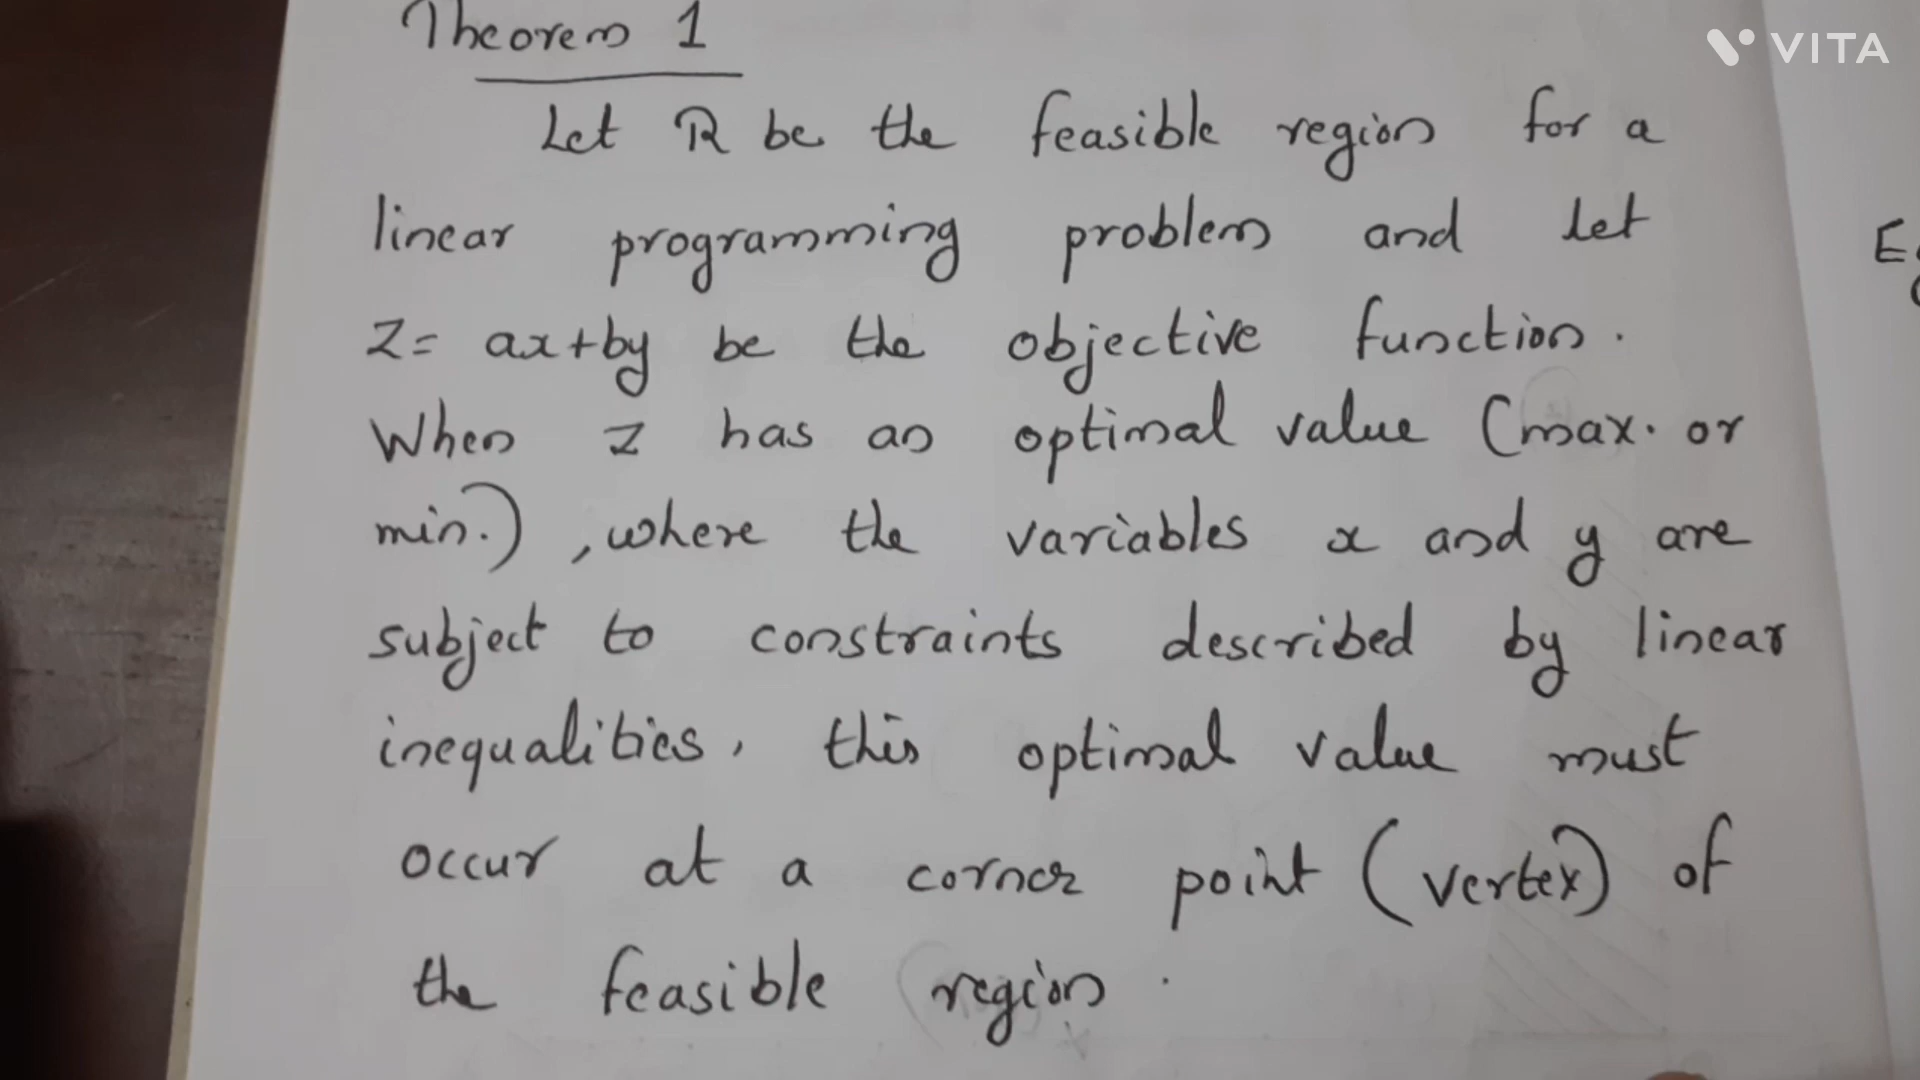 Theorem 1
VITA
Let R be the feasible region for a
linear programming problem and let
Z= ax+by be the objective function.
When Z has an optimal value (max. or
min.), where the variables x and y are
subject to constraints described by linear
inequalities, this optimal value must
occur at a corner point (vertex) of
the feasible region.